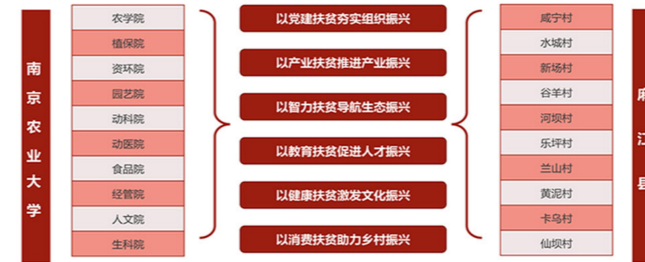 南京农业大学
农学院
植保院
资环院
园艺院
动科院
动医院
食品院
经管院
人文院
生科院
以党建扶贫夯实组织振兴
以产业扶贫推进产业振兴
以智力扶贫导航生态振兴
以教育扶贫促进人才振兴
以健康扶贫激发文化振兴
以消费扶贫助力乡村振兴
咸宁村
水城村
新场村
谷羊村
河坝村
乐坪村
兰山村
黄泥村
卡乌村
仙坝村
麻江县